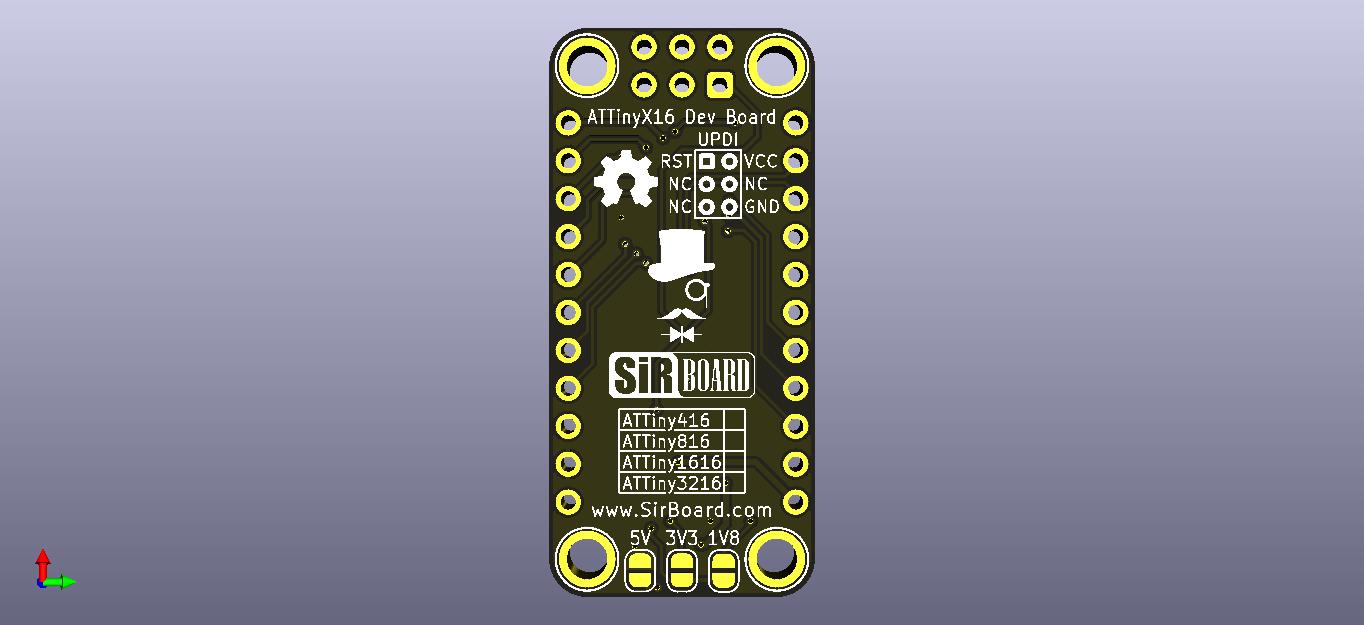 ATTinyX16 Dev Board
UPDI
RST VCC
NC NC
NC GND
SiR BOARD
ATTiny416
ATTiny816
ATTiny1616
ATTiny3216
www.SirBoard.com
5V 3V3 1V8